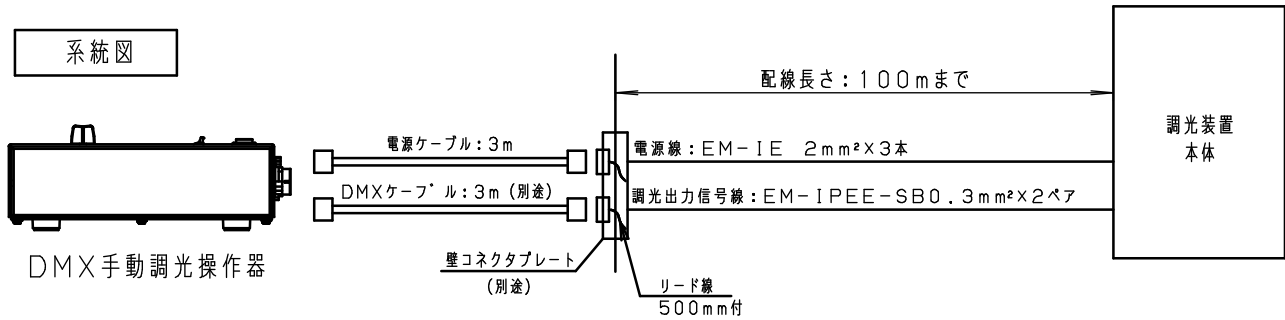 系統図
配線長さ：100mまで
調光装置
本体
電源ケーブル：3m
電源線：EM-IE 2mm²×3本
DMXケーブル：3m (別途)
調光出力信号線：EM-IPEE-SB0.3mm²×2ペア
DMX手動調光操作器
壁コネクタプレート
(別途)
リード線
500mm付